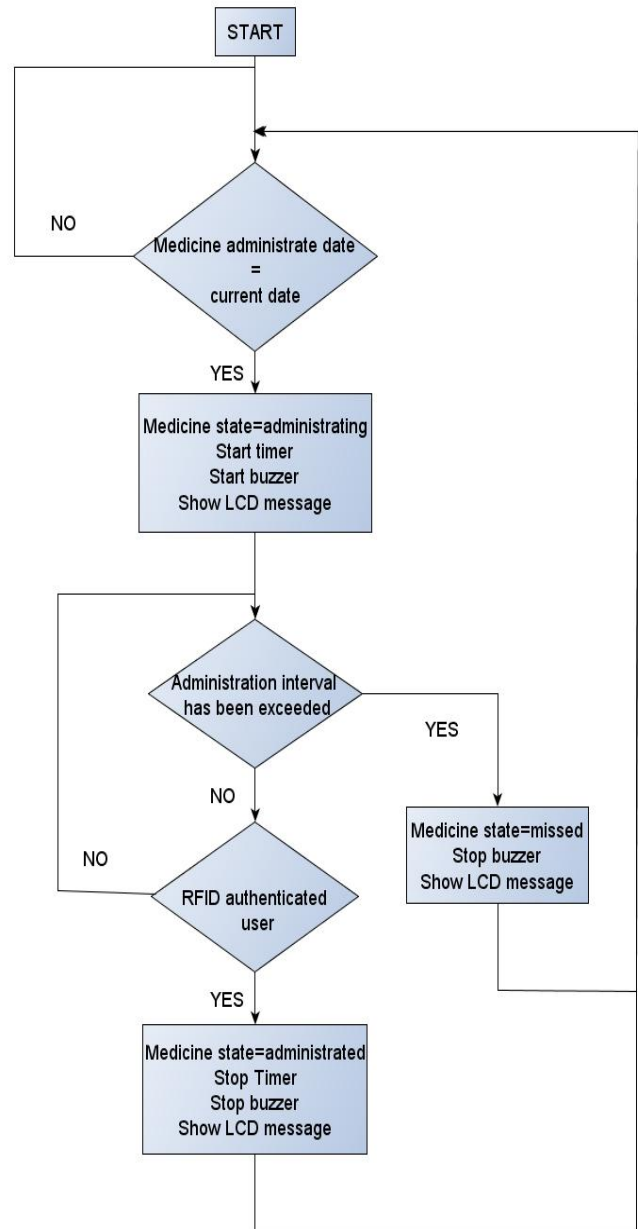 START
NO
Medicine administrate date
=
current date
YES
Medicine state=administrating
Start timer
Start buzzer
Show LCD message
Administration interval
has been exceeded
YES
NO
Medicine state=missed
Stop buzzer
Show LCD message
NO
RFID authenticated
user
YES
Medicine state=administrated
Stop Timer
Stop buzzer
Show LCD message